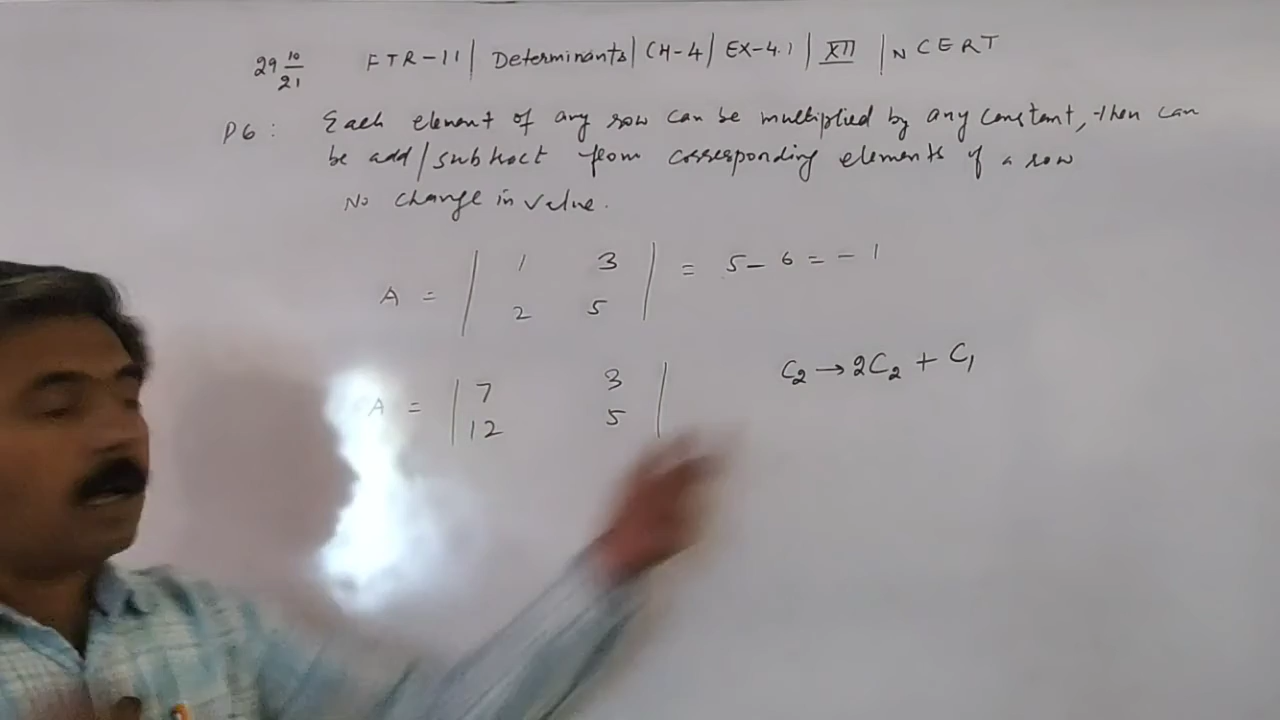 29 10/21 FTR-11 | Determinants | CH-4 | EX-4.1 | XII | NCERT
P6: Each element of any row can be multiplied by any constant, then can
be add/subtract from corresponding elements of a row
No change in value.
A = | 1 3 | = 5 - 6 = - 1
| 2 5 |
A = | 7 3 | C₂ → 2C₂ + C₁
| 12 5 |